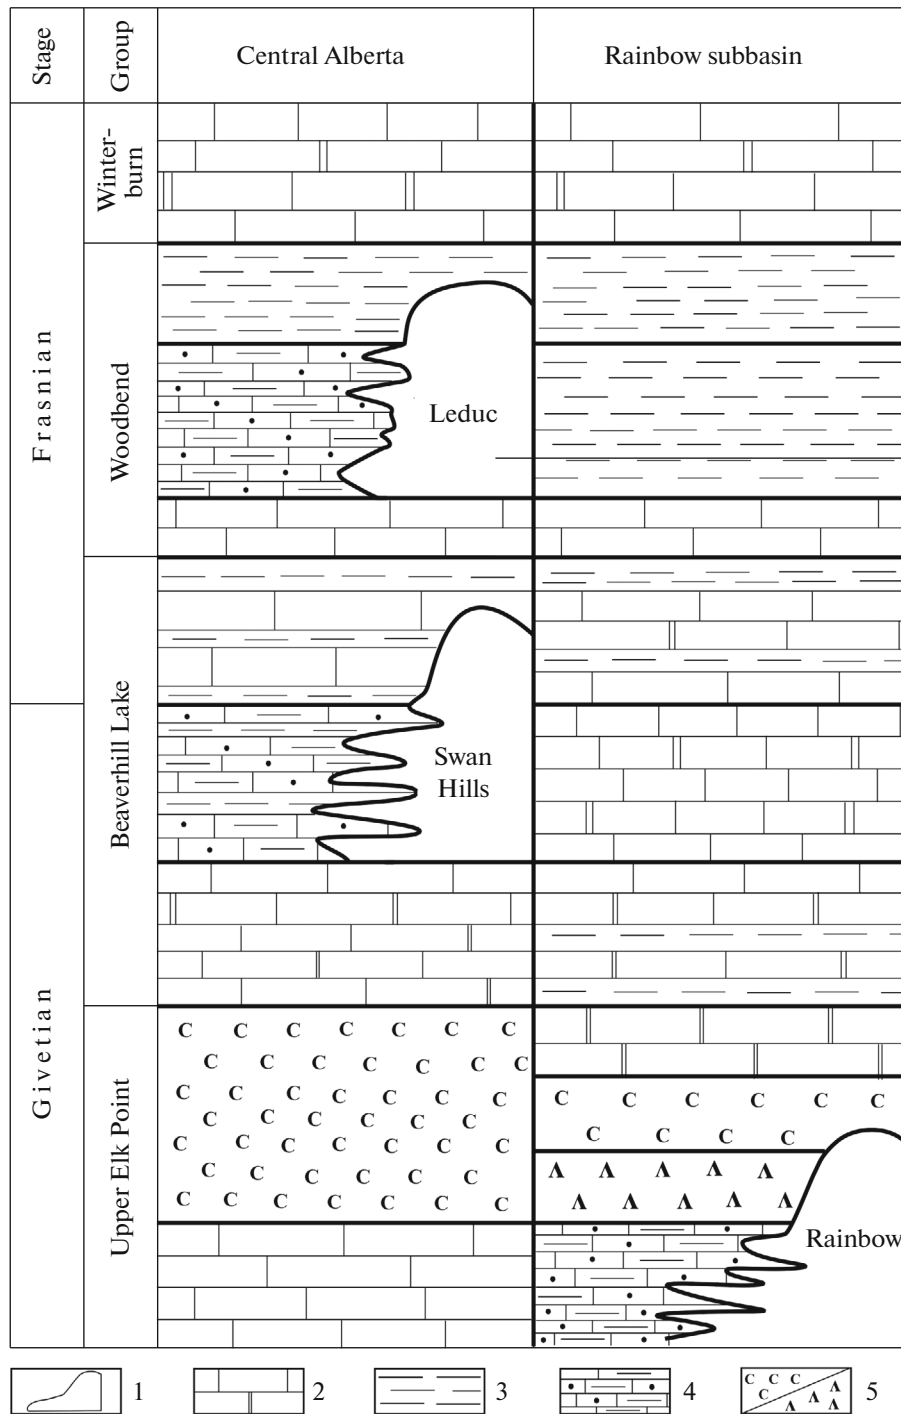 Stage
Group
Central Alberta
Rainbow subbasin
Frasnian
Givetian
Winter-
burn
Woodbend
Beaverhill Lake
Upper Elk Point
Leduc
Swan
Hills
C C C C C C C
C C C C C C C
C C C C C C C
C C C C C C
C C C C C C C
C C C C C C
C C C C C C C
C C C C C C
C C C C
Λ Λ Λ Λ Λ
Λ Λ Λ Λ Λ
Rainbow
1
2
3
4
C C C
C Λ
Λ Λ
Λ Λ
5